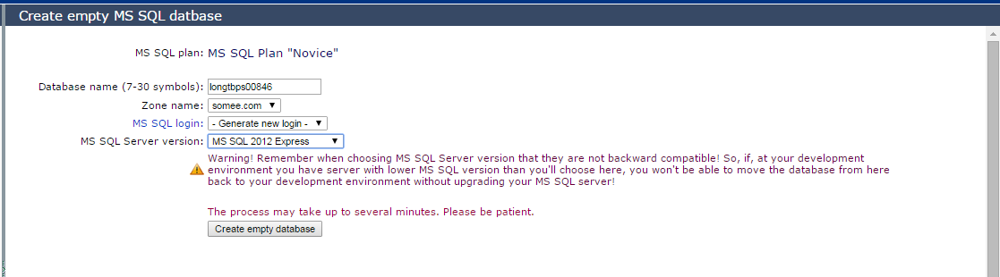 Create empty MS SQL datbase
MS SQL plan: MS SQL Plan "Novice"
Database name (7-30 symbols): longtbps00846
Zone name: somee.com
MS SQL login: - Generate new login -
MS SQL Server version: MS SQL 2012 Express
Warning! Remember when choosing MS SQL Server version that they are not backward compatible! So, if, at your development
environment you have server with lower MS SQL version than you'll choose here, you won't be able to move the database from here
back to your development environment without upgrading your MS SQL server!
The process may take up to several minutes. Please be patient.
Create empty database